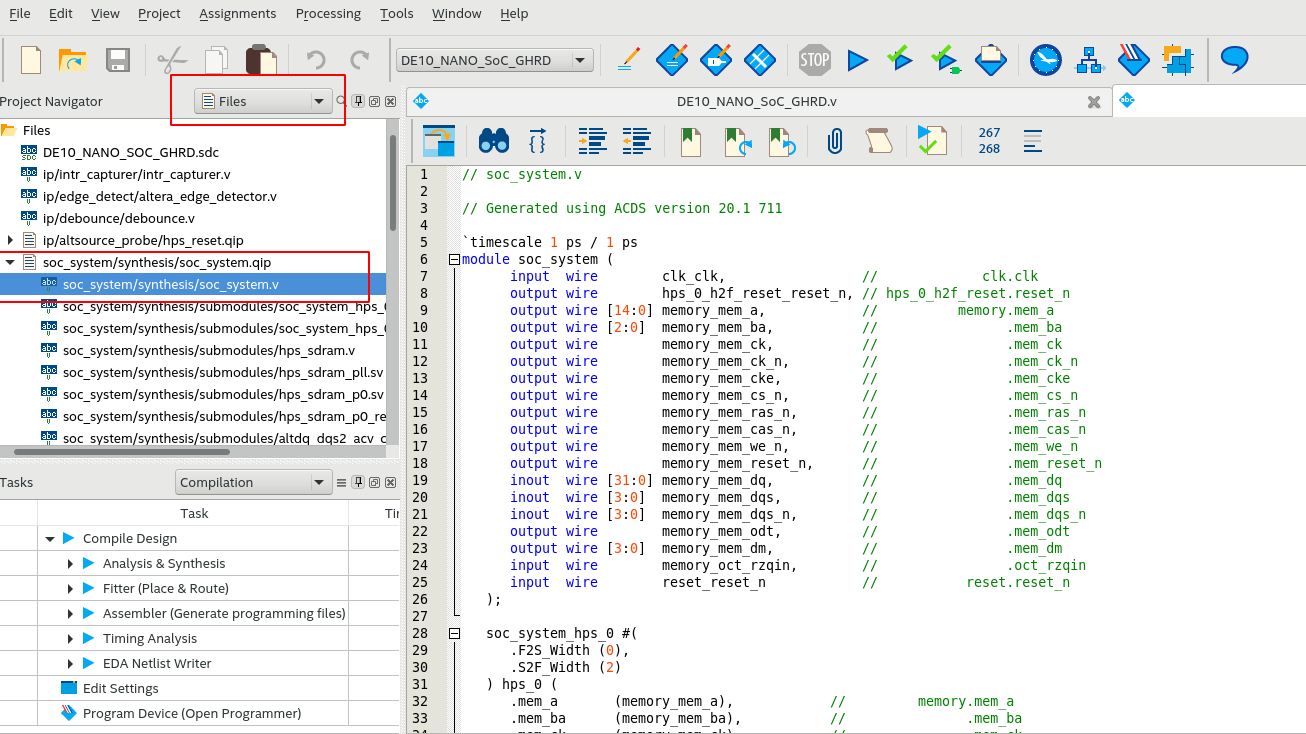 File Edit View Project Assignments Processing Tools Window Help
DE10_NANO_SoC_GHRD
STOP
Project Navigator
Files
abc
DE10_NANO_SoC_GHRD.v
abc
267
268
Files
DE10_NANO_SOC_GHRD.sdc
ip/intr_capturer/intr_capturer.v
ip/edge_detect/altera_edge_detector.v
ip/debounce/debounce.v
ip/altsource_probe/hps_reset.qip
soc_system/synthesis/soc_system.qip
soc_system/synthesis/soc_system.v
soc_system/synthesis/submodules/soc_system_hps_0
soc_system/synthesis/submodules/soc_system_hps_0
soc_system/synthesis/submodules/hps_sdram.v
soc_system/synthesis/submodules/hps_sdram_pll.sv
soc_system/synthesis/submodules/hps_sdram_p0.sv
soc_system/synthesis/submodules/hps_sdram_p0_re
soc_system/synthesis/submodules/altdq_dqs2_acv_c
Tasks
Compilation
Task
Compile Design
Analysis & Synthesis
Fitter (Place & Route)
Assembler (Generate programming files)
Timing Analysis
EDA Netlist Writer
Edit Settings
Program Device (Open Programmer)
1 // soc_system.v
2
3 // Generated using ACDS version 20.1 711
4
5 `timescale 1 ps / 1 ps
6 module soc_system (
7 input wire clk_clk, // clk.clk
8 output wire hps_0_h2f_reset_reset_n, // hps_0_h2f_reset.reset_n
9 output wire [14:0] memory_mem_a, // memory.mem_a
10 output wire [2:0] memory_mem_ba, // .mem_ba
11 output wire memory_mem_ck, // .mem_ck
12 output wire memory_mem_ck_n, // .mem_ck_n
13 output wire memory_mem_cke, // .mem_cke
14 output wire memory_mem_cs_n, // .mem_cs_n
15 output wire memory_mem_ras_n, // .mem_ras_n
16 output wire memory_mem_cas_n, // .mem_cas_n
17 output wire memory_mem_we_n, // .mem_we_n
18 output wire memory_mem_reset_n, // .mem_reset_n
19 inout wire [31:0] memory_mem_dq, // .mem_dq
20 inout wire [3:0] memory_mem_dqs, // .mem_dqs
21 inout wire [3:0] memory_mem_dqs_n, // .mem_dqs_n
22 output wire memory_mem_odt, // .mem_odt
23 output wire [3:0] memory_mem_dm, // .mem_dm
24 input wire memory_oct_rzqin, // .oct_rzqin
25 input wire reset_reset_n // reset.reset_n
26 );
27
28 soc_system_hps_0 #(
29 .F2S_Width (0),
30 .S2F_Width (2)
31 ) hps_0 (
32 .mem_a (memory_mem_a), // memory.mem_a
33 .mem_ba (memory_mem_ba), // .mem_ba